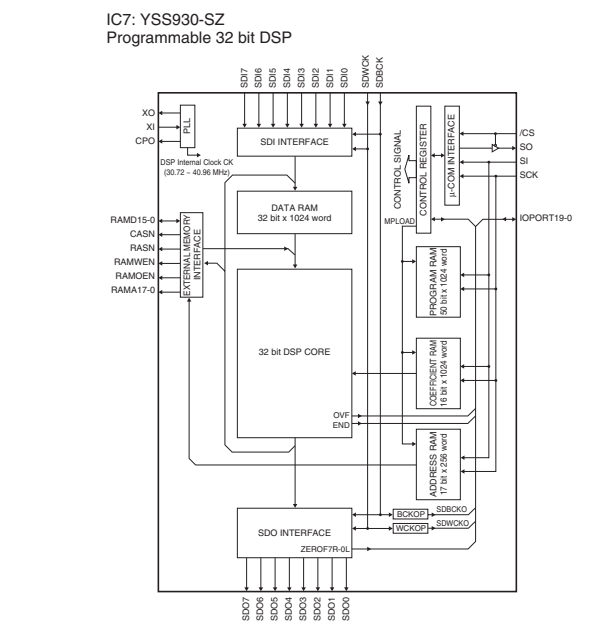 IC7: YSS930-SZ
Programmable 32 bit DSP
SDI7
SDI6
SDI5
SDI4
SDI3
SDI2
SDI1
SDI0
SDWCK
SDBCK
XO
XI
CPO
PLL
DSP Internal Clock CK
(30.72 ~ 40.96 MHz)
SDI INTERFACE
CONTROL SIGNAL
CONTROL REGISTER
μ-COM INTERFACE
/CS
SO
SI
SCK
DATA RAM
32 bit x 1024 word
MPLOAD
IOPORT19-0
RAMD15-0
CASN
RASN
RAMWEN
RAMOEN
RAMA17-0
EXTERNAL MEMORY
INTERFACE
PROGRAM RAM
50 bit x 1024 word
32 bit DSP CORE
COEFFICIENT RAM
16 bit x 1024 word
OVF
END
ADDRESS RAM
17 bit x 256 word
SDO INTERFACE
BCKOP
SDBCKO
WCKOP
SDWCKO
ZEROF7R-0L
SDO7
SDO6
SDO5
SDO4
SDO3
SDO2
SDO1
SDO0